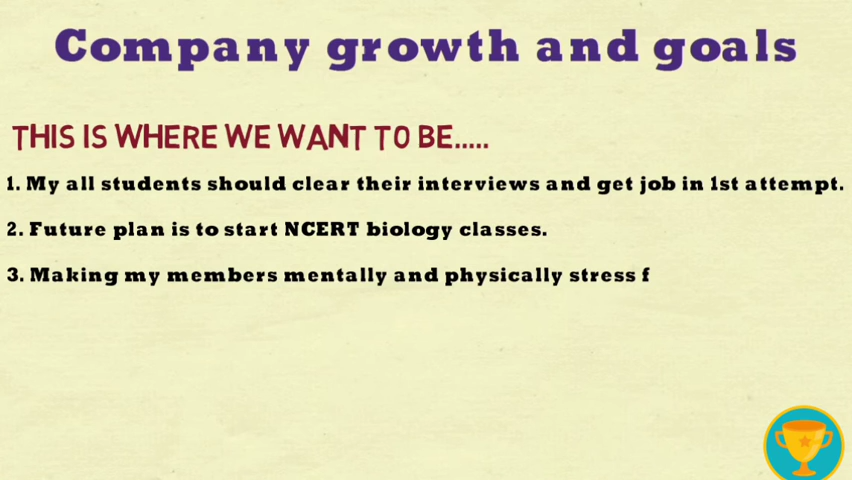 Company growth and goals
THIS IS WHERE WE WANT TO BE.....
1. My all students should clear their interviews and get job in 1st attempt.
2. Future plan is to start NCERT biology classes.
3. Making my members mentally and physically stress f